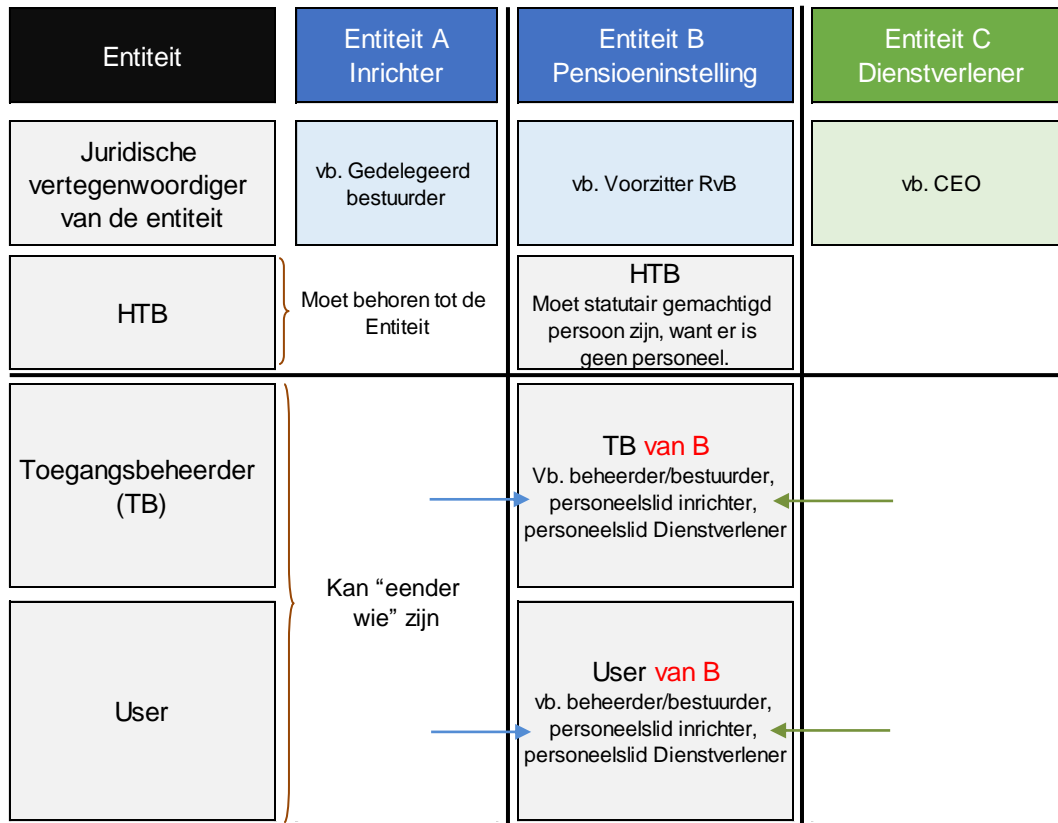 Entiteit
Entiteit A
Inrichter
Entiteit B
Pensioeninstelling
Entiteit C
Dienstverlener
Juridische
vertegenwoordiger
van de entiteit
vb. Gedelegeerd
bestuurder
vb. Voorzitter RvB
vb. CEO
HTB
Moet behoren tot de
Entiteit
HTB
Moet statutair gemachtigd
persoon zijn, want er is
geen personeel.
Toegangsbeheerder
(TB)
Kan “eender
wie” zijn
TB van B
Vb. beheerder/bestuurder,
personeelslid inrichter,
personeelslid Dienstverlener
User
User van B
vb. beheerder/bestuurder,
personeelslid inrichter,
personeelslid Dienstverlener